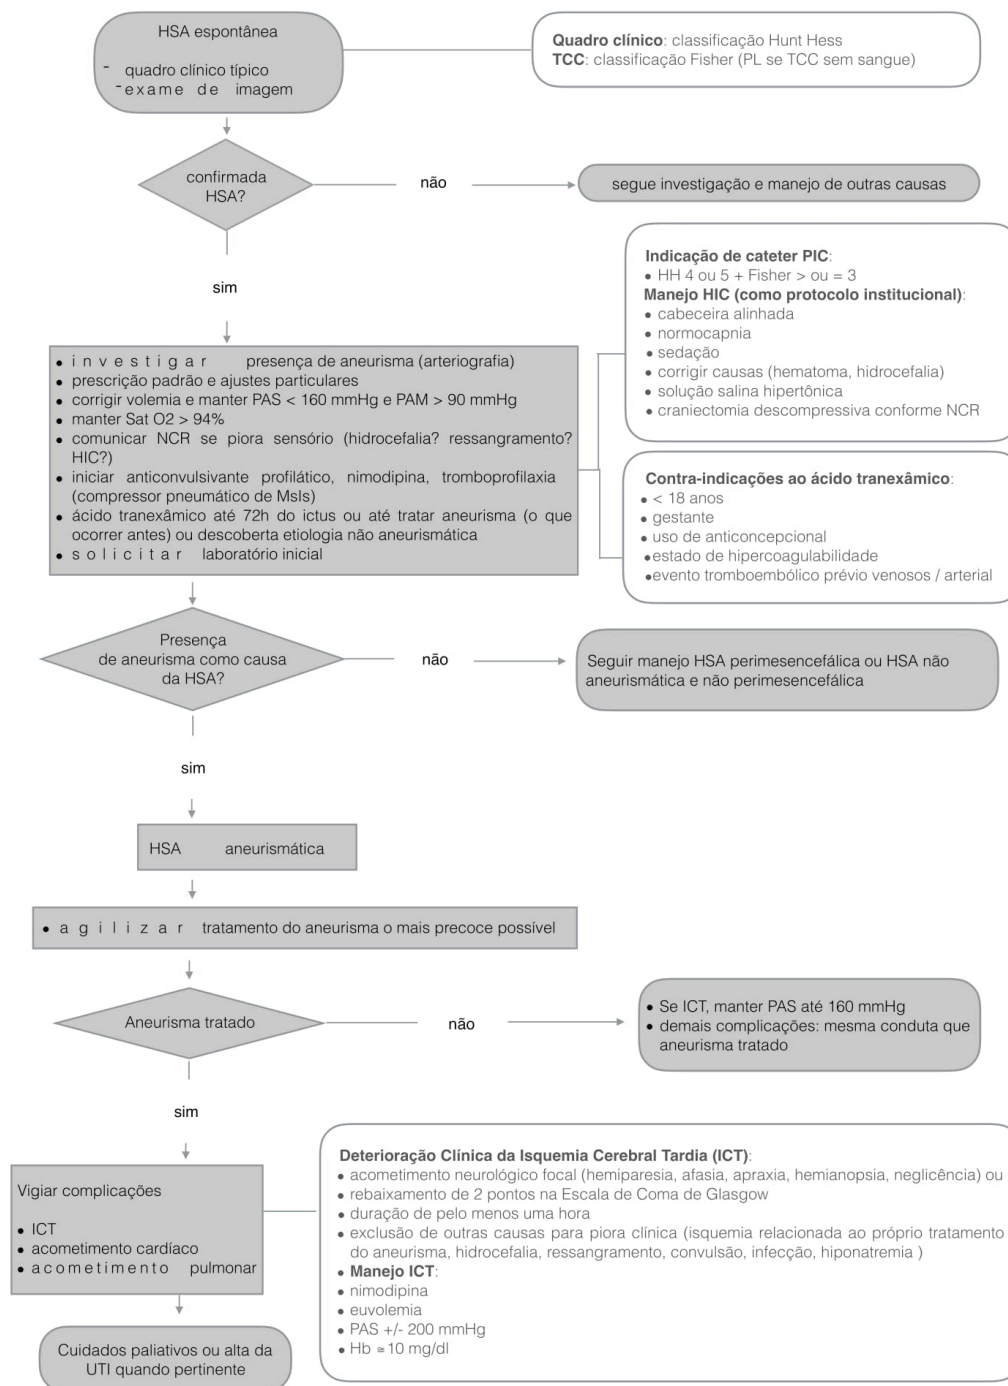 HSA espontânea
- quadro clínico típico
- exame de imagem
Quadro clínico: classificação Hunt Hess
TCC: classificação Fisher (PL se TCC sem sangue)
confirmada
HSA?
não
segue investigação e manejo de outras causas
sim
Indicação de cateter PIC:
• HH 4 ou 5 + Fisher > ou = 3
Manejo HIC (como protocolo institucional):
• cabeceira alinhada
• normocapnia
• sedação
• corrigir causas (hematoma, hidrocefalia)
• solução salina hipertônica
• craniectomia descompressiva conforme NCR
• investigar presença de aneurisma (arteriografia)
• prescrição padrão e ajustes particulares
• corrigir volemia e manter PAS < 160 mmHg e PAM > 90 mmHg
• manter Sat O2 > 94%
• comunicar NCR se piora sensório (hidrocefalia? ressangramento?
HIC?)
• iniciar anticonvulsivante profilático, nimodipina, tromboprofilaxia
(compressor pneumático de MsIs)
• ácido tranexâmico até 72h do ictus ou até tratar aneurisma (o que
ocorrer antes) ou descoberta etiologia não aneurismática
• solicitar laboratório inicial
Contra-indicações ao ácido tranexâmico:
• < 18 anos
• gestante
• uso de anticoncepcional
• estado de hipercoagulabilidade
• evento tromboembólico prévio venosos / arterial
Presença
de aneurisma como causa
da HSA?
não
Seguir manejo HSA perimesencefálica ou HSA não
aneurismática e não perimesencefálica
sim
HSA aneurismática
• agilizar tratamento do aneurisma o mais precoce possível
Aneurisma tratado
não
• Se ICT, manter PAS até 160 mmHg
• demais complicações: mesma conduta que
aneurisma tratado
sim
Vigiar complicações
• ICT
• acometimento cardíaco
• acometimento pulmonar
Deterioração Clínica da Isquemia Cerebral Tardia (ICT):
• acometimento neurológico focal (hemiparesia, afasia, apraxia, hemianopsia, neglicência) ou
• rebaixamento de 2 pontos na Escala de Coma de Glasgow
• duração de pelo menos uma hora
• exclusão de outras causas para piora clínica (isquemia relacionada ao próprio tratamento
do aneurisma, hidrocefalia, ressangramento, convulsão, infecção, hiponatremia )
• Manejo ICT:
• nimodipina
• euvolemia
• PAS +/- 200 mmHg
• Hb ≅ 10 mg/dl
Cuidados paliativos ou alta da
UTI quando pertinente